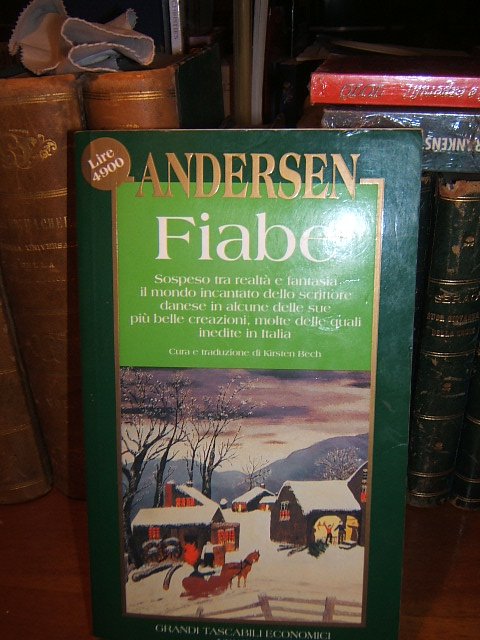 Lire
4900
ANDERSEN
Fiabe
Sospeso tra realtà e fantasia
il mondo incantato dello scrittore
danese in alcune delle sue
più belle creazioni, molte delle quali
inedite in Italia
Cura e traduzione di Kirsten Bech
GRANDI TASCABILI ECONOMICI